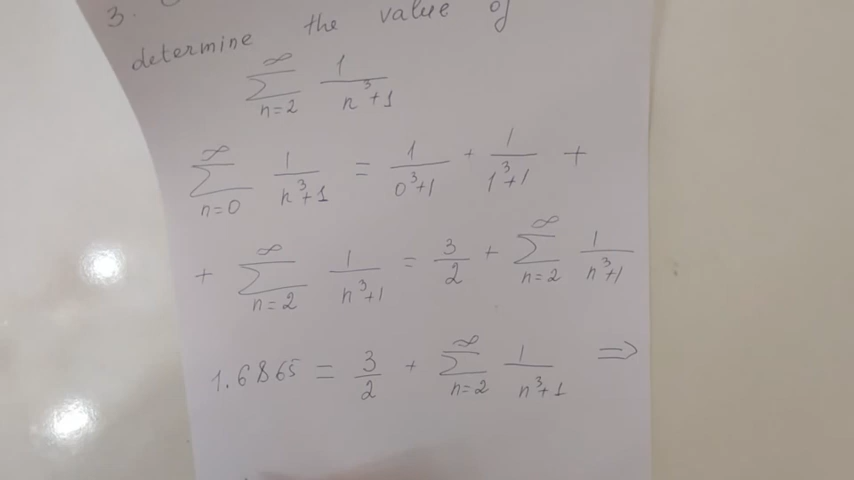 3.
determine the value of
∞ Σ n=2 1/(n³+1)
∞ Σ n=0 1/(n³+1) = 1/(0³+1) + 1/(1³+1) +
+ ∞ Σ n=2 1/(n³+1) = 3/2 + ∞ Σ n=2 1/(n³+1)
1.6865 = 3/2 + ∞ Σ n=2 1/(n³+1) ⇒